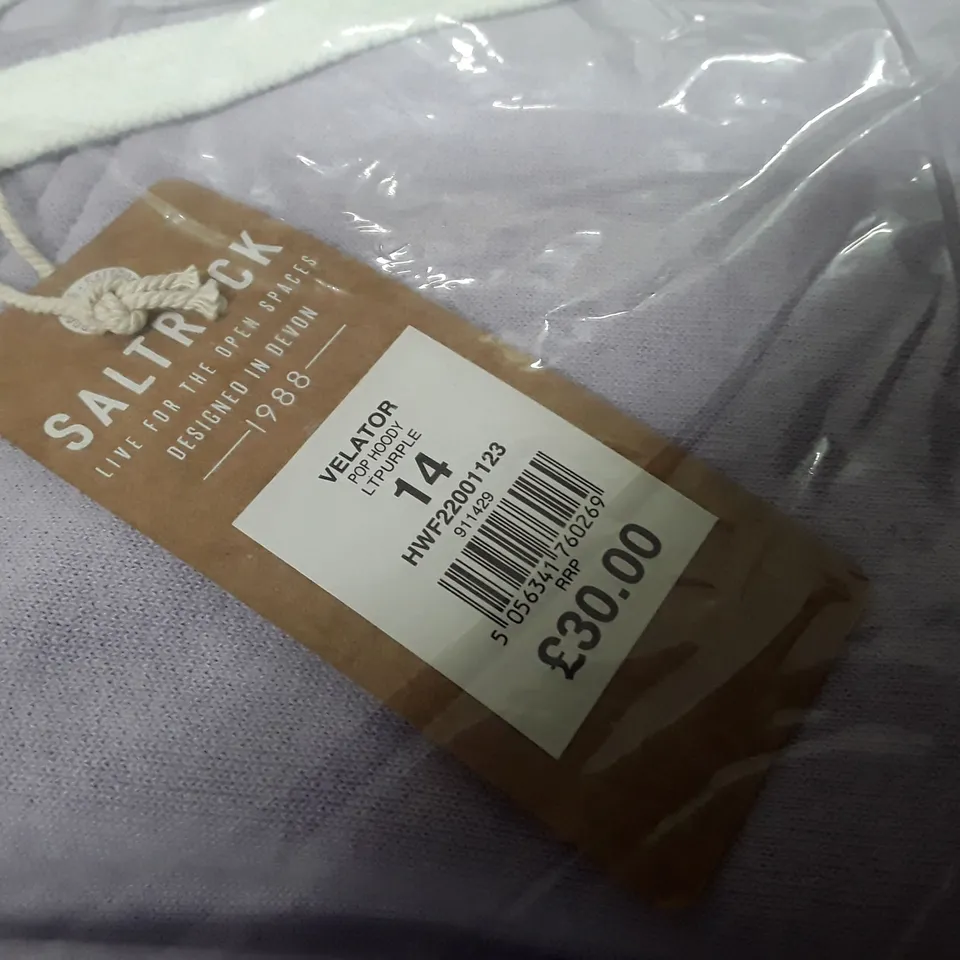 SALTROCK
LIVE FOR THE OPEN SPACES
DESIGNED IN DEVON
1988
VELATOR
POP HOODY
LTPURPLE
14
HWF22001123
911429
5 056341 760269
RRP
£30.00